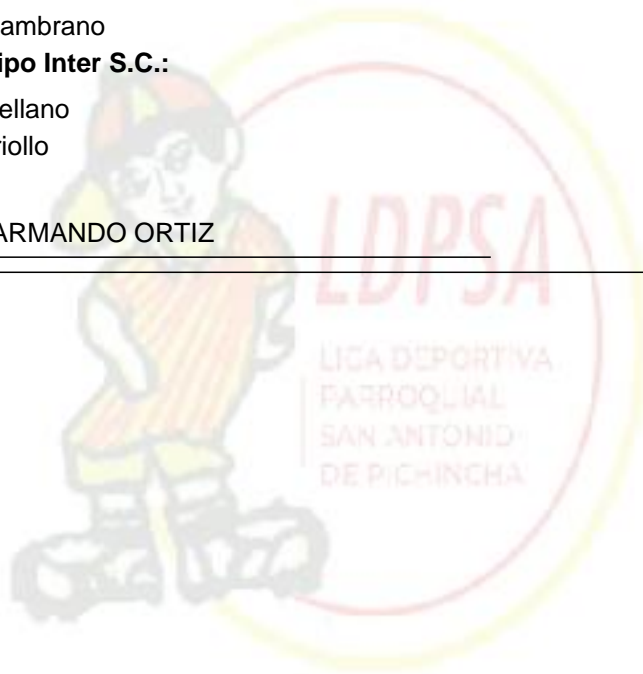 ambrano
ipo Inter S.C.:
ellano
riollo
ARMANDO ORTIZ
LDPSA
LIGA DEPORTIVA
PARROQUIAL
SAN ANTONIO
DE PICHINCHA